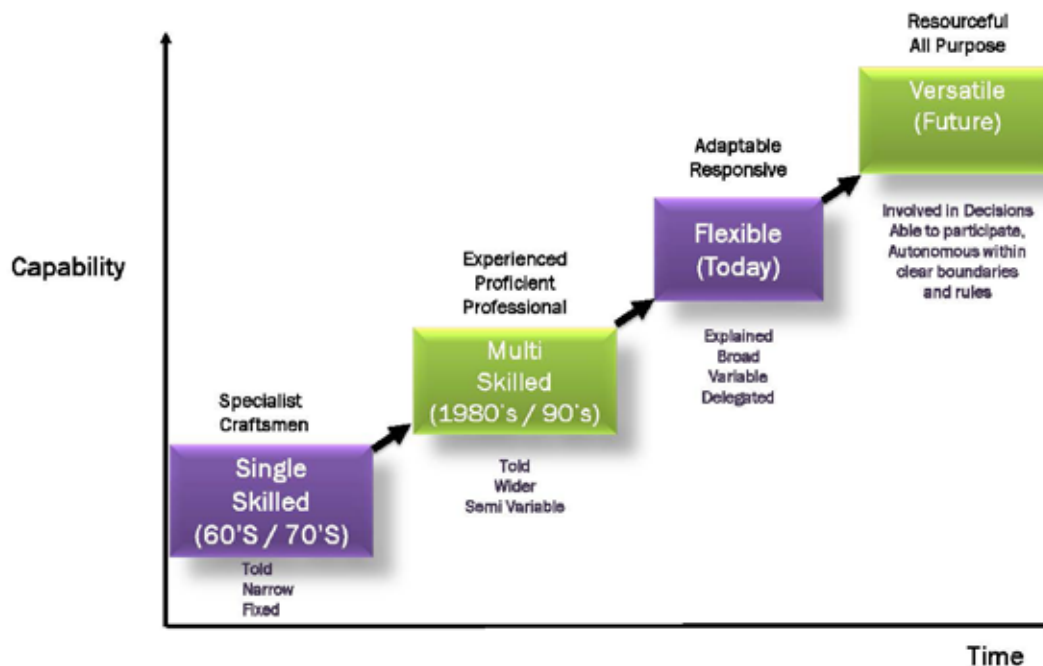 Resourceful
All Purpose
Versatile
(Future)
Involved in Decisions
Able to participate,
Autonomous within
clear boundaries
and rules
Adaptable
Responsive
Flexible
(Today)
Explained
Broad
Variable
Delegated
Capability
Experienced
Proficient
Professional
Multi
Skilled
(1980's / 90's)
Told
Wider
Semi Variable
Specialist
Craftsmen
Single
Skilled
(60'S / 70'S)
Told
Narrow
Fixed
Time